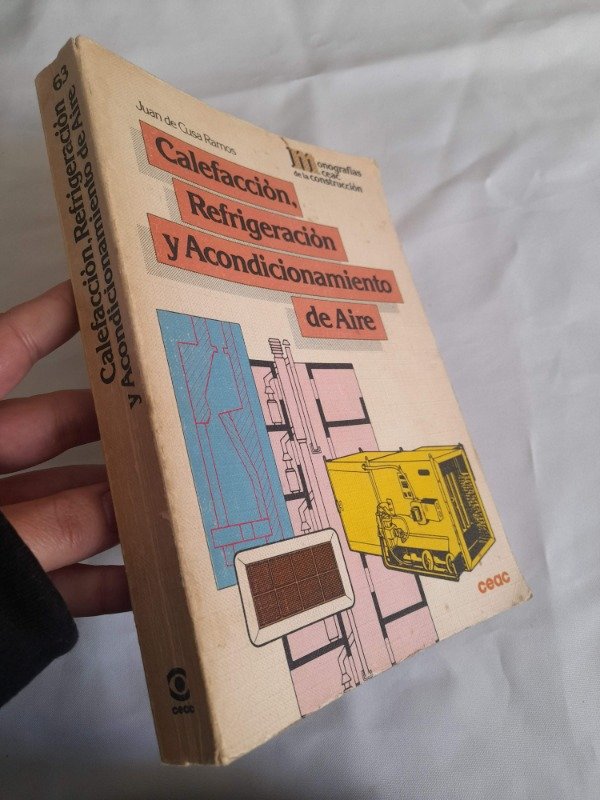 Juan de Cusa Ramos
monografías
ceac
de la construcción
Calefacción,
Refrigeración
y Acondicionamiento
de Aire
ceac
Calefacción, Refrigeración 63
y Acondicionamiento de Aire
ceac